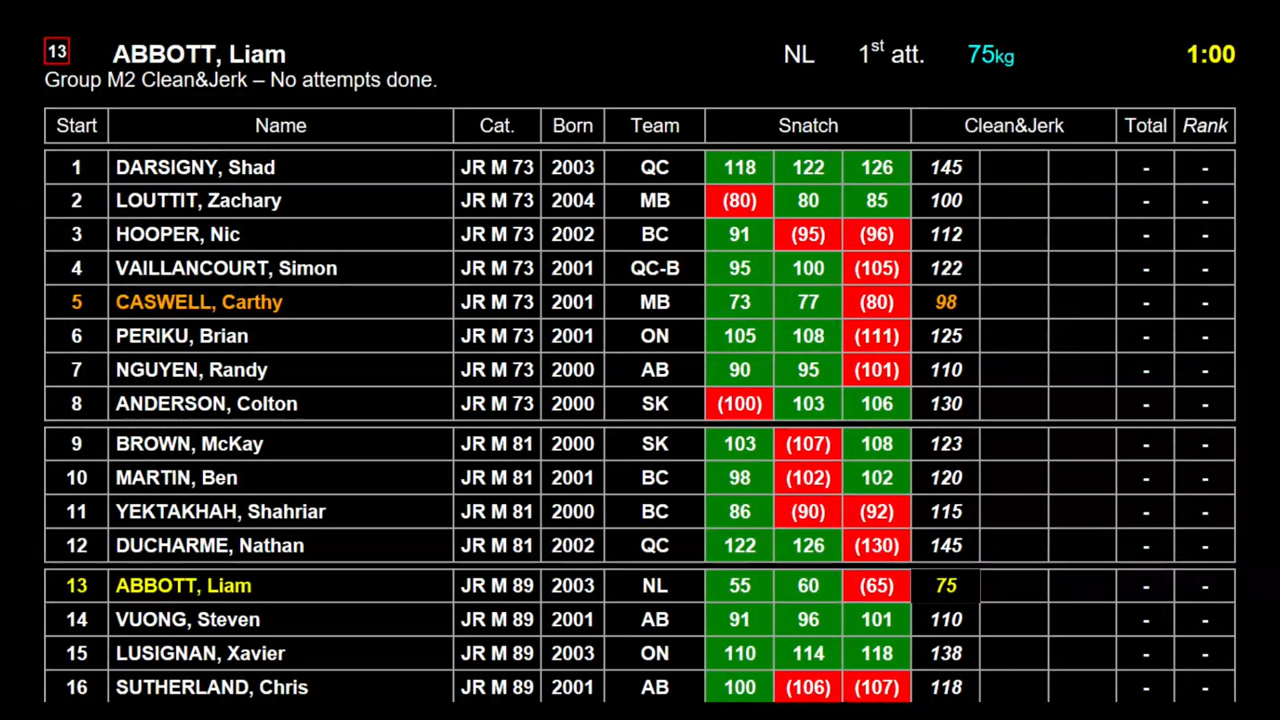 13 ABBOTT, Liam NL 1st att. 75kg 1:00
Group M2 Clean&Jerk – No attempts done.
Start Name Cat. Born Team Snatch Clean&Jerk Total Rank
1 DARSIGNY, Shad JR M 73 2003 QC 118 122 126 145 - -
2 LOUTTIT, Zachary JR M 73 2004 MB (80) 80 85 100 - -
3 HOOPER, Nic JR M 73 2002 BC 91 (95) (96) 112 - -
4 VAILLANCOURT, Simon JR M 73 2001 QC-B 95 100 (105) 122 - -
5 CASWELL, Carthy JR M 73 2001 MB 73 77 (80) 98 - -
6 PERIKU, Brian JR M 73 2001 ON 105 108 (111) 125 - -
7 NGUYEN, Randy JR M 73 2000 AB 90 95 (101) 110 - -
8 ANDERSON, Colton JR M 73 2000 SK (100) 103 106 130 - -
9 BROWN, McKay JR M 81 2000 SK 103 (107) 108 123 - -
10 MARTIN, Ben JR M 81 2001 BC 98 (102) 102 120 - -
11 YEKTAKHAH, Shahriar JR M 81 2000 BC 86 (90) (92) 115 - -
12 DUCHARME, Nathan JR M 81 2002 QC 122 126 (130) 145 - -
13 ABBOTT, Liam JR M 89 2003 NL 55 60 (65) 75 - -
14 VUONG, Steven JR M 89 2001 AB 91 96 101 110 - -
15 LUSIGNAN, Xavier JR M 89 2003 ON 110 114 118 138 - -
16 SUTHERLAND, Chris JR M 89 2001 AB 100 (106) (107) 118 - -